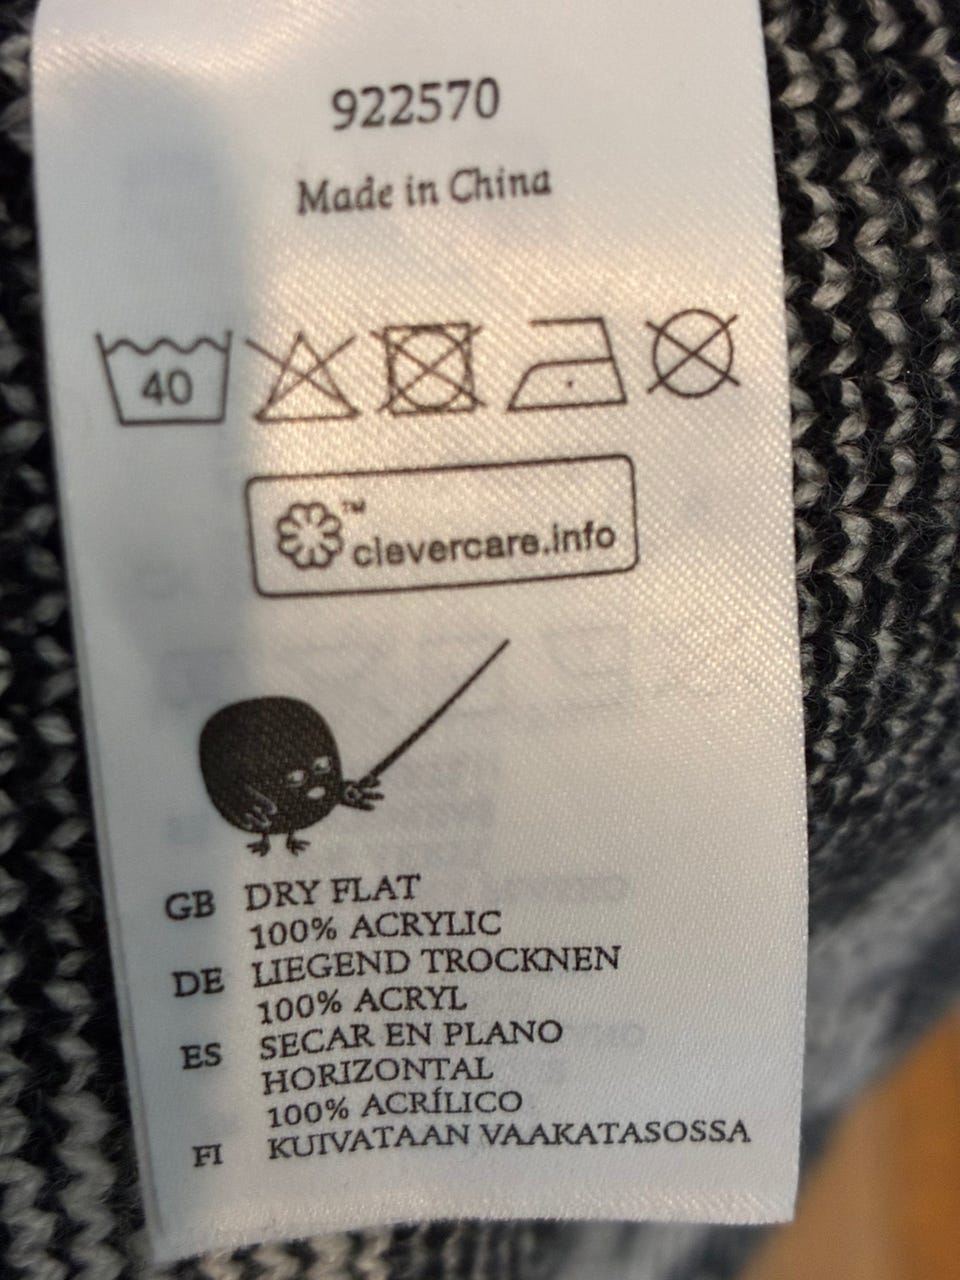 922570
Made in China
40
™ clevercare.info
GB DRY FLAT
100% ACRYLIC
DE LIEGEND TROCKNEN
100% ACRYL
ES SECAR EN PLANO
HORIZONTAL
100% ACRÍLICO
FI KUIVATAAN VAAKATASOSSA